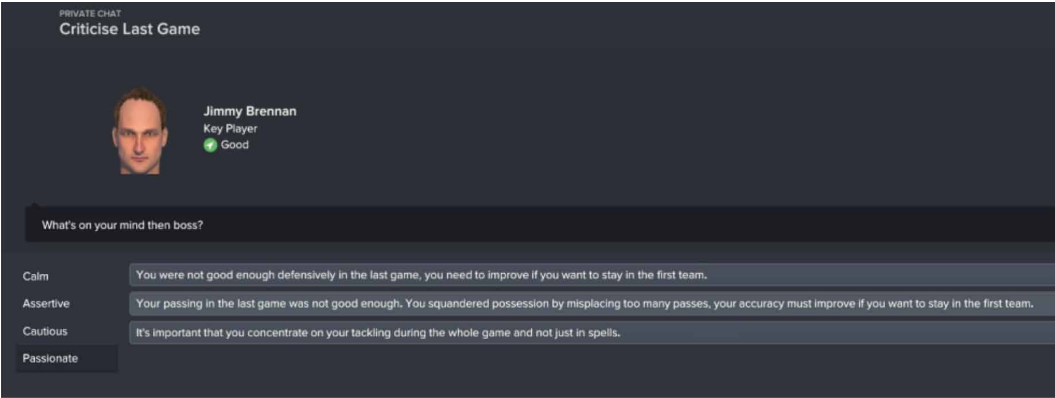 PRIVATE CHAT
Criticise Last Game
Jimmy Brennan
Key Player
Good
What's on your mind then boss?
Calm
You were not good enough defensively in the last game, you need to improve if you want to stay in the first team.
Assertive
Your passing in the last game was not good enough. You squandered possession by misplacing too many passes, your accuracy must improve if you want to stay in the first team.
Cautious
It's important that you concentrate on your tackling during the whole game and not just in spells.
Passionate